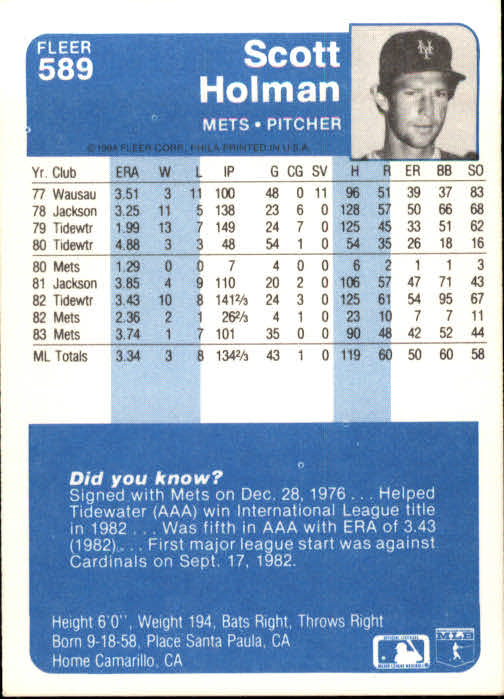 FLEER
589
Scott
Holman
METS • PITCHER
NY
© 1984 FLEER CORP., PHILA PRINTED IN U.S.A.
Yr. Club ERA W L IP G CG SV H R ER BB SO
77 Wausau 3.51 3 11 100 48 0 11 96 51 39 37 83
78 Jackson 3.25 11 5 138 23 6 0 128 57 50 66 68
79 Tidewtr 1.99 13 7 149 24 7 0 125 45 33 51 62
80 Tidewtr 4.88 3 3 48 54 1 0 54 35 26 18 16
80 Mets 1.29 0 0 7 4 0 0 6 2 1 1 3
81 Jackson 3.85 4 9 110 20 2 0 106 57 47 71 43
82 Tidewtr 3.43 10 8 141 2/3 24 3 0 125 61 54 95 67
82 Mets 2.36 2 1 26 2/3 4 1 0 23 10 7 7 11
83 Mets 3.74 1 7 101 35 0 0 90 48 42 52 44
ML Totals 3.34 3 8 134 2/3 43 1 0 119 60 50 60 58
Did you know?
Signed with Mets on Dec. 28, 1976 . . . Helped
Tidewater (AAA) win International League title
in 1982 . . . Was fifth in AAA with ERA of 3.43
(1982). . . First major league start was against
Cardinals on Sept. 17, 1982.
Height 6'0'', Weight 194, Bats Right, Throws Right
Born 9-18-58, Place Santa Paula, CA
Home Camarillo, CA